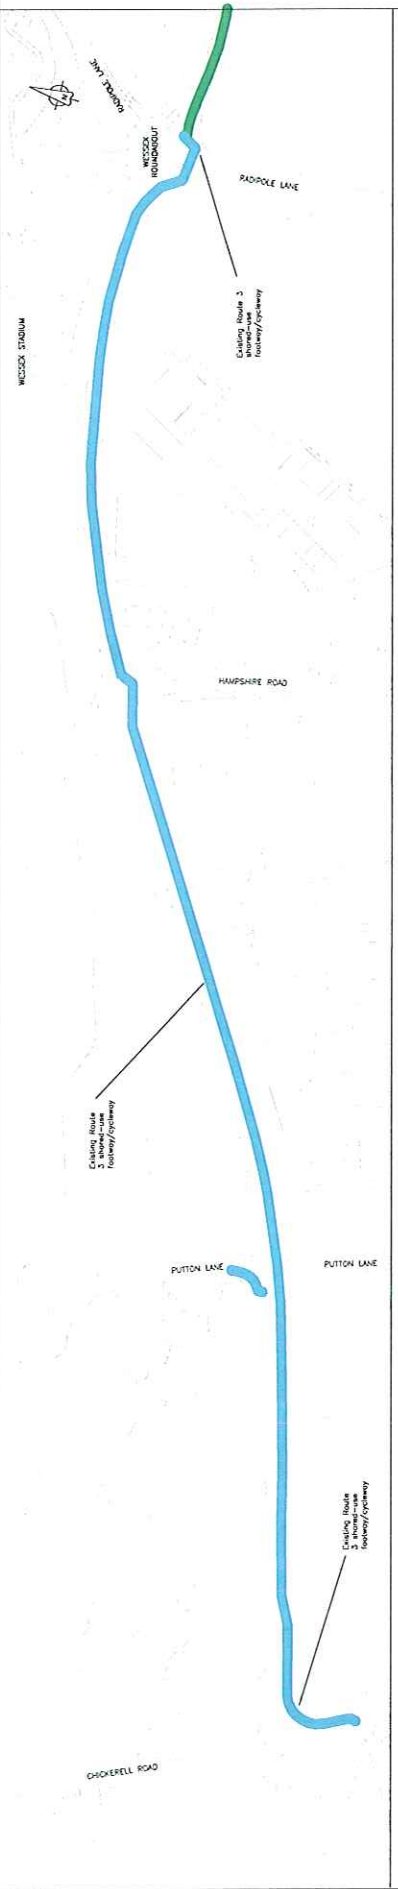 RADIPOLE LANE
N
WESSEX
ROUNDABOUT
RADIPOLE LANE
Existing Route 3
shared-use
footway/cycleway
WESSEX STADIUM
HAMPSHIRE ROAD
Existing Route
3 shared-use
footway/cycleway
PUTTON LANE
PUTTON LANE
Existing Route
3 shared-use
footway/cycleway
CHICKERELL ROAD